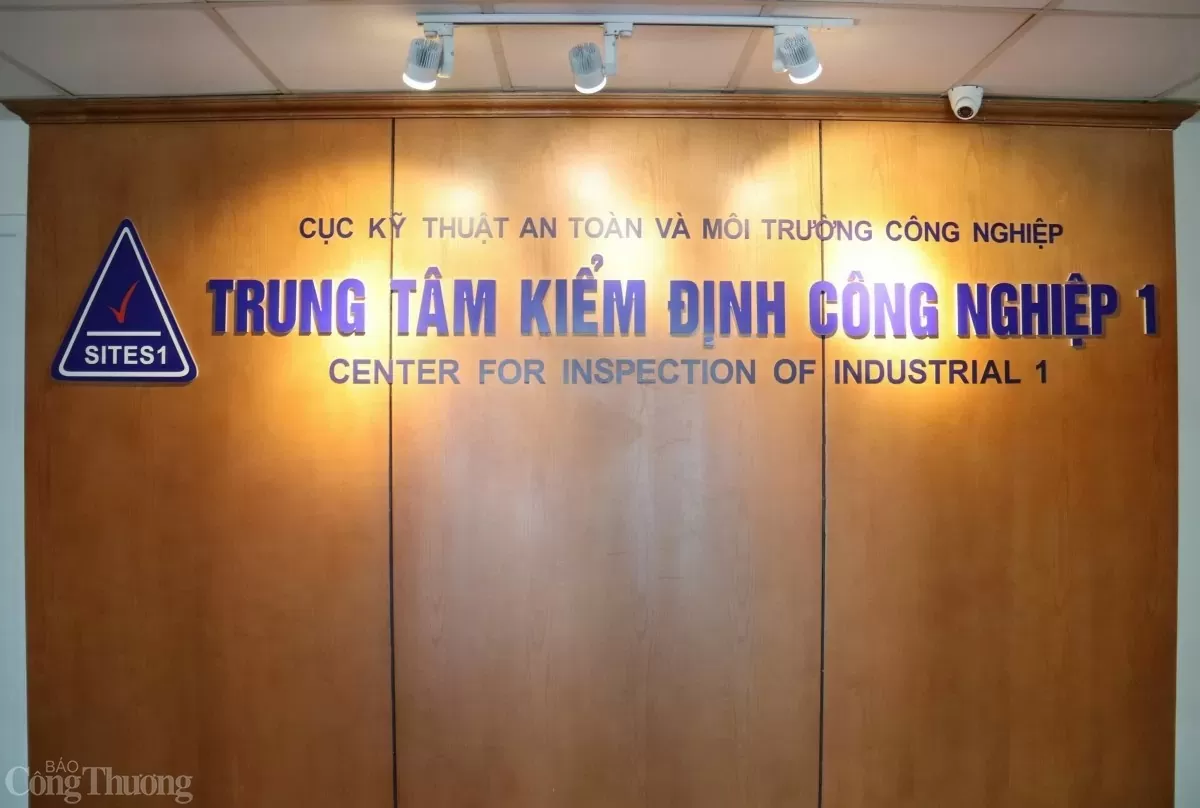 CỤC KỸ THUẬT AN TOÀN VÀ MÔI TRƯỜNG CÔNG NGHIỆP
TRUNG TÂM KIỂM ĐỊNH CÔNG NGHIỆP 1
SITES1
CENTER FOR INSPECTION OF INDUSTRIAL 1
BÁO
Công Thương